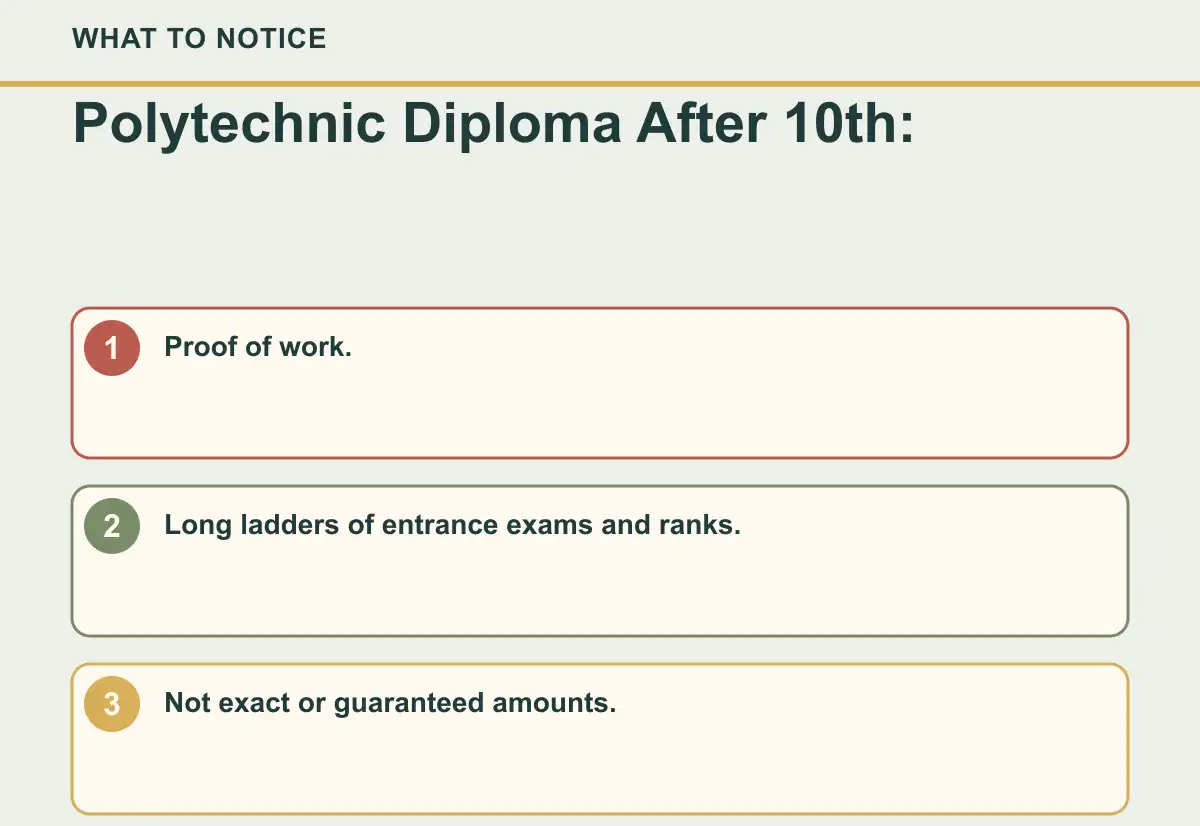 WHAT TO NOTICE
Polytechnic Diploma After 10th:
1 Proof of work.
2 Long ladders of entrance exams and ranks.
3 Not exact or guaranteed amounts.